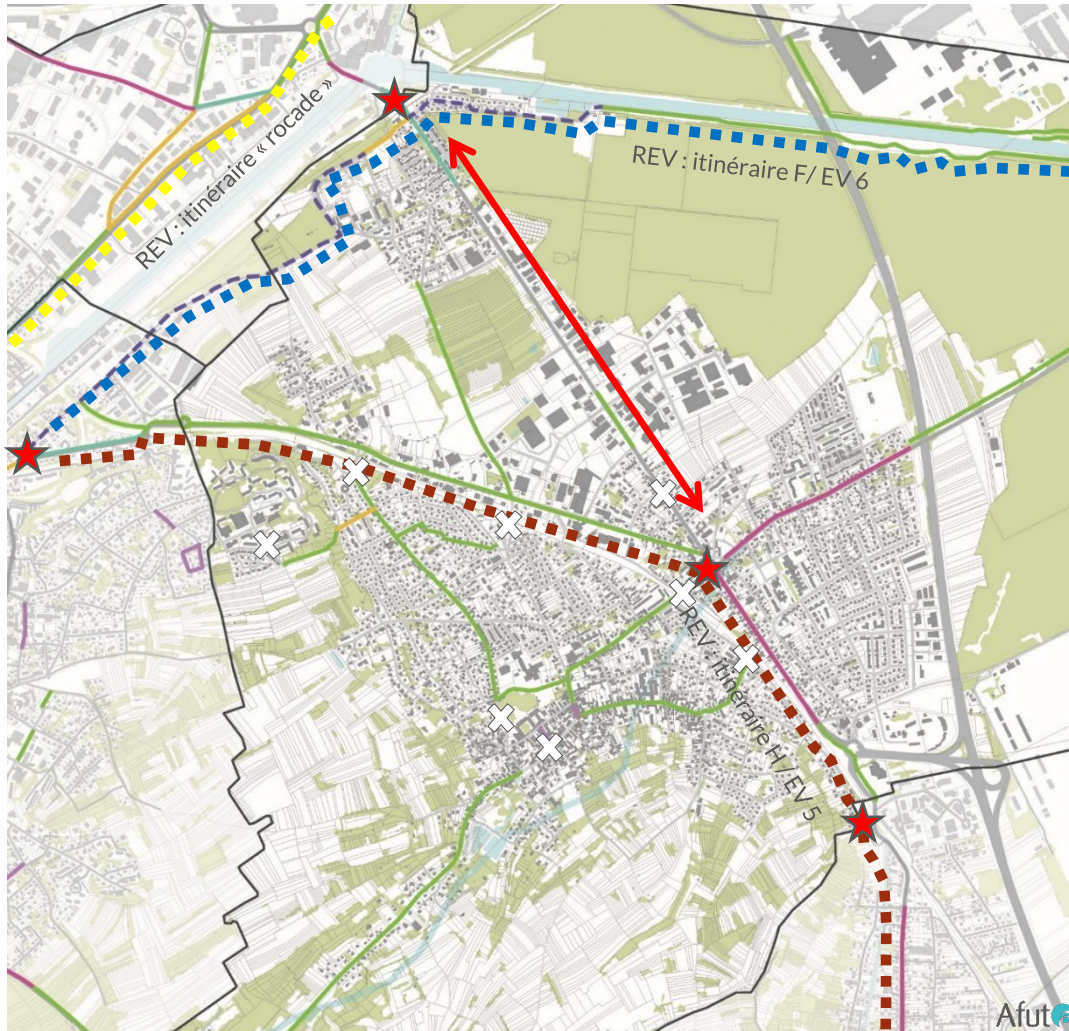 REV : itinéraire « rocade »
REV : itinéraire F/ EV 6
REV : itinéraire H / EV 5
Afut